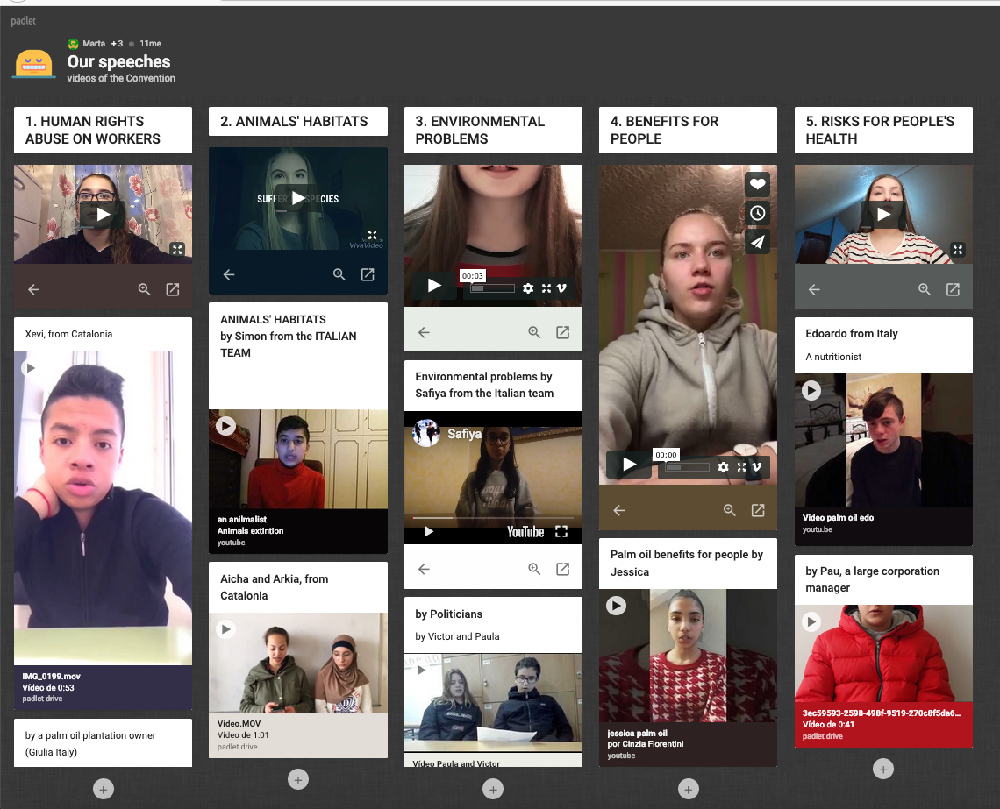 padlet
Marta +3 11me
Our speeches
videos of the Convention
1. HUMAN RIGHTS
ABUSE ON WORKERS
Xevi, from Catalonia
IMG_0199.mov
Vídeo de 0:53
padlet drive
by a palm oil plantation owner
(Giulia Italy)
2. ANIMALS' HABITATS
SUFFERING SPECIES
VivaVideo
ANIMALS' HABITATS
by Simon from the ITALIAN
TEAM
an anilmalist
Animals extintion
youtube
Aicha and Arkia, from
Catalonia
Vídeo.MOV
Vídeo de 1:01
padlet drive
3. ENVIRONMENTAL
PROBLEMS
00:03
Environmental problems by
Safiya from the Italian team
Safiya
YouTube
by Politicians
by Victor and Paula
Vídeo Paula and Victor
4. BENEFITS FOR
PEOPLE
00:00
Palm oil benefits for people by
Jessica
jessica palm oil
por Cinzia Fiorentini
youtube
5. RISKS FOR PEOPLE'S
HEALTH
Edoardo from Italy
A nutritionist
Video palm oil edo
youtu.be
by Pau, a large corporation
manager
3ec59593-2598-498f-9519-270c8f5da6...
Vídeo de 0:41
padlet drive